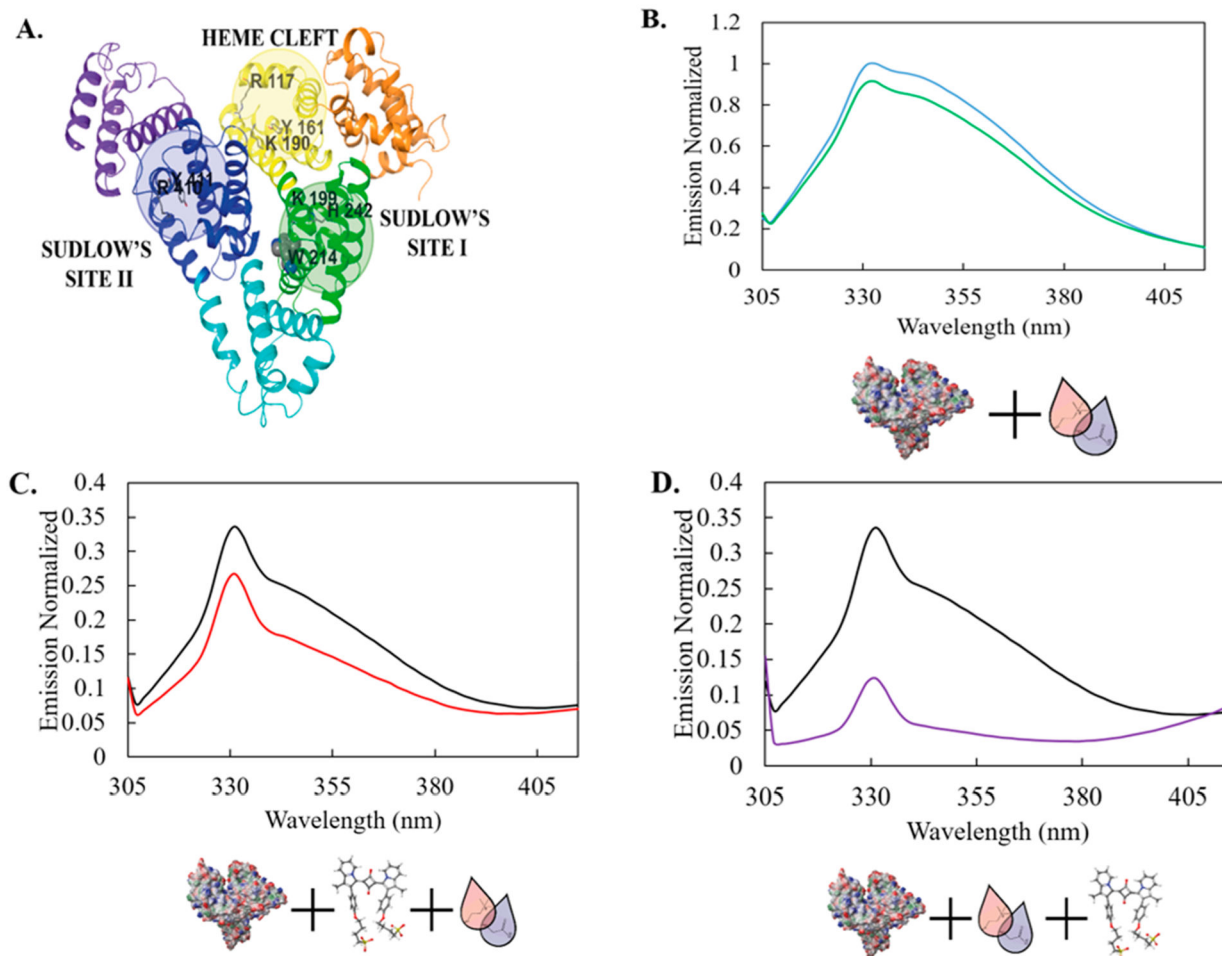 A.
HEME CLEFT
R 117
Y 161
K 190
K 199
H 242
W 214
R 410
Y 411
SUDLOW'S
SITE I
SUDLOW'S
SITE II
B.
Emission Normalized
1.2
1
0.8
0.6
0.4
0.2
0
305 330 355 380 405
Wavelength (nm)
+
C.
Emission Normalized
0.4
0.35
0.3
0.25
0.2
0.15
0.1
0.05
0
305 330 355 380 405
Wavelength (nm)
+ +
D.
Emission Normalized
0.4
0.35
0.3
0.25
0.2
0.15
0.1
0.05
0
305 330 355 380 405
Wavelength (nm)
+ +